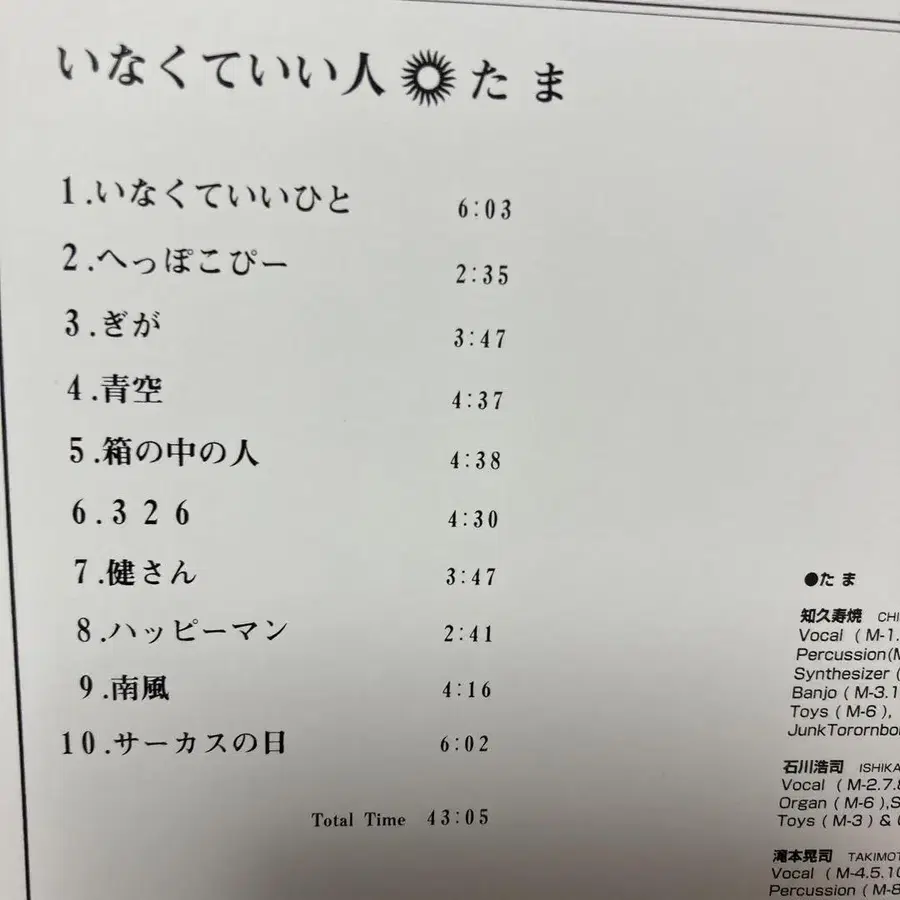 いなくていい人 たま
1.いなくていいひと 6:03
2.へっぽこぴー 2:35
3.ぎが 3:47
4.青空 4:37
5.箱の中の人 4:38
6.326 4:30
7.健さん 3:47
8.ハッピーマン 2:41
9.南風 4:16
10.サーカスの日 6:02
Total Time 43:05
●たま
知久寿焼 CHI
Vocal ( M-1.
Percussion(M
Synthesizer (
Banjo ( M-3.1
Toys ( M-6 ),
JunkTorornbo
石川浩司 ISHIKA
Vocal ( M-2.7.8
Organ ( M-6 ),S
Toys ( M-3 ) &
滝本晃司 TAKIMOT
Vocal ( M-4.5.10
Percussion ( M-8